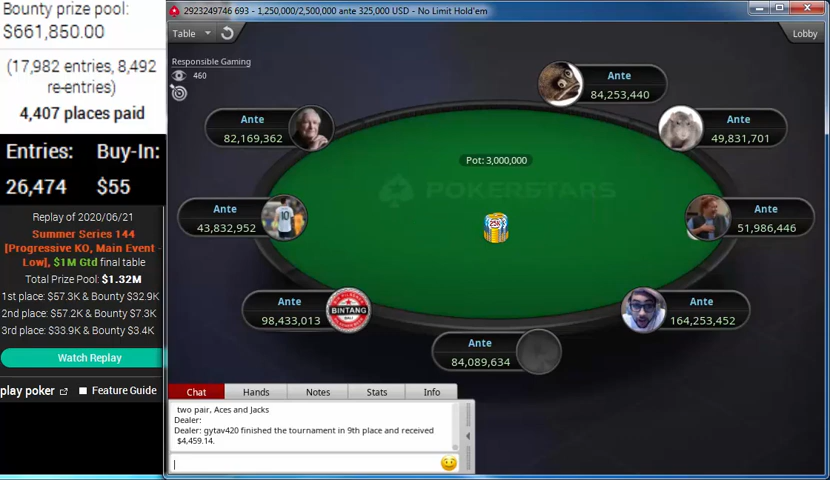 Bounty prize pool:
$661,850.00
(17,982 entries, 8,492
re-entries)
4,407 places paid
Entries: Buy-In:
26,474 $55
Replay of 2020/06/21
Summer Series 144
[Progressive KO, Main Event -
Low], $1M Gtd final table
Total Prize Pool: $1.32M
1st place: $57.3K & Bounty $32.9K
2nd place: $57.2K & Bounty $7.3K
3rd place: $33.9K & Bounty $3.4K
Watch Replay
play poker Feature Guide
2923249746 693 - 1,250,000/2,500,000 ante 325,000 USD - No Limit Hold'em
Table Lobby
Responsible Gaming
460
Ante
84,253,440
Ante
82,169,362
Ante
49,831,701
Pot: 3,000,000
POKERSTARS
25K
Ante
43,832,952
10
Ante
51,986,446
Ante
98,433,013
BINTANG
Ante
164,253,452
Ante
84,089,634
Chat Hands Notes Stats Info
two pair, Aces and Jacks
Dealer:
Dealer: gytav420 finished the tournament in 9th place and received
$4,459.14.